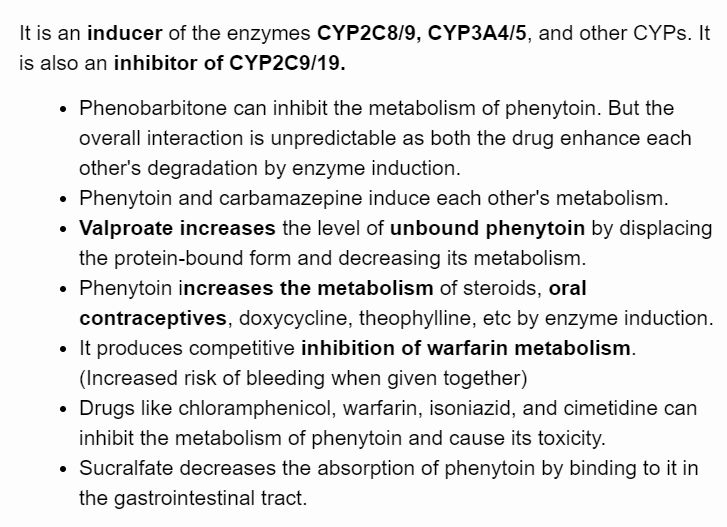 It is an inducer of the enzymes CYP2C8/9, CYP3A4/5, and other CYPs. It
is also an inhibitor of CYP2C9/19.
• Phenobarbitone can inhibit the metabolism of phenytoin. But the
overall interaction is unpredictable as both the drug enhance each
other's degradation by enzyme induction.
• Phenytoin and carbamazepine induce each other's metabolism.
• Valproate increases the level of unbound phenytoin by displacing
the protein-bound form and decreasing its metabolism.
• Phenytoin increases the metabolism of steroids, oral
contraceptives, doxycycline, theophylline, etc by enzyme induction.
• It produces competitive inhibition of warfarin metabolism.
(Increased risk of bleeding when given together)
• Drugs like chloramphenicol, warfarin, isoniazid, and cimetidine can
inhibit the metabolism of phenytoin and cause its toxicity.
• Sucralfate decreases the absorption of phenytoin by binding to it in
the gastrointestinal tract.